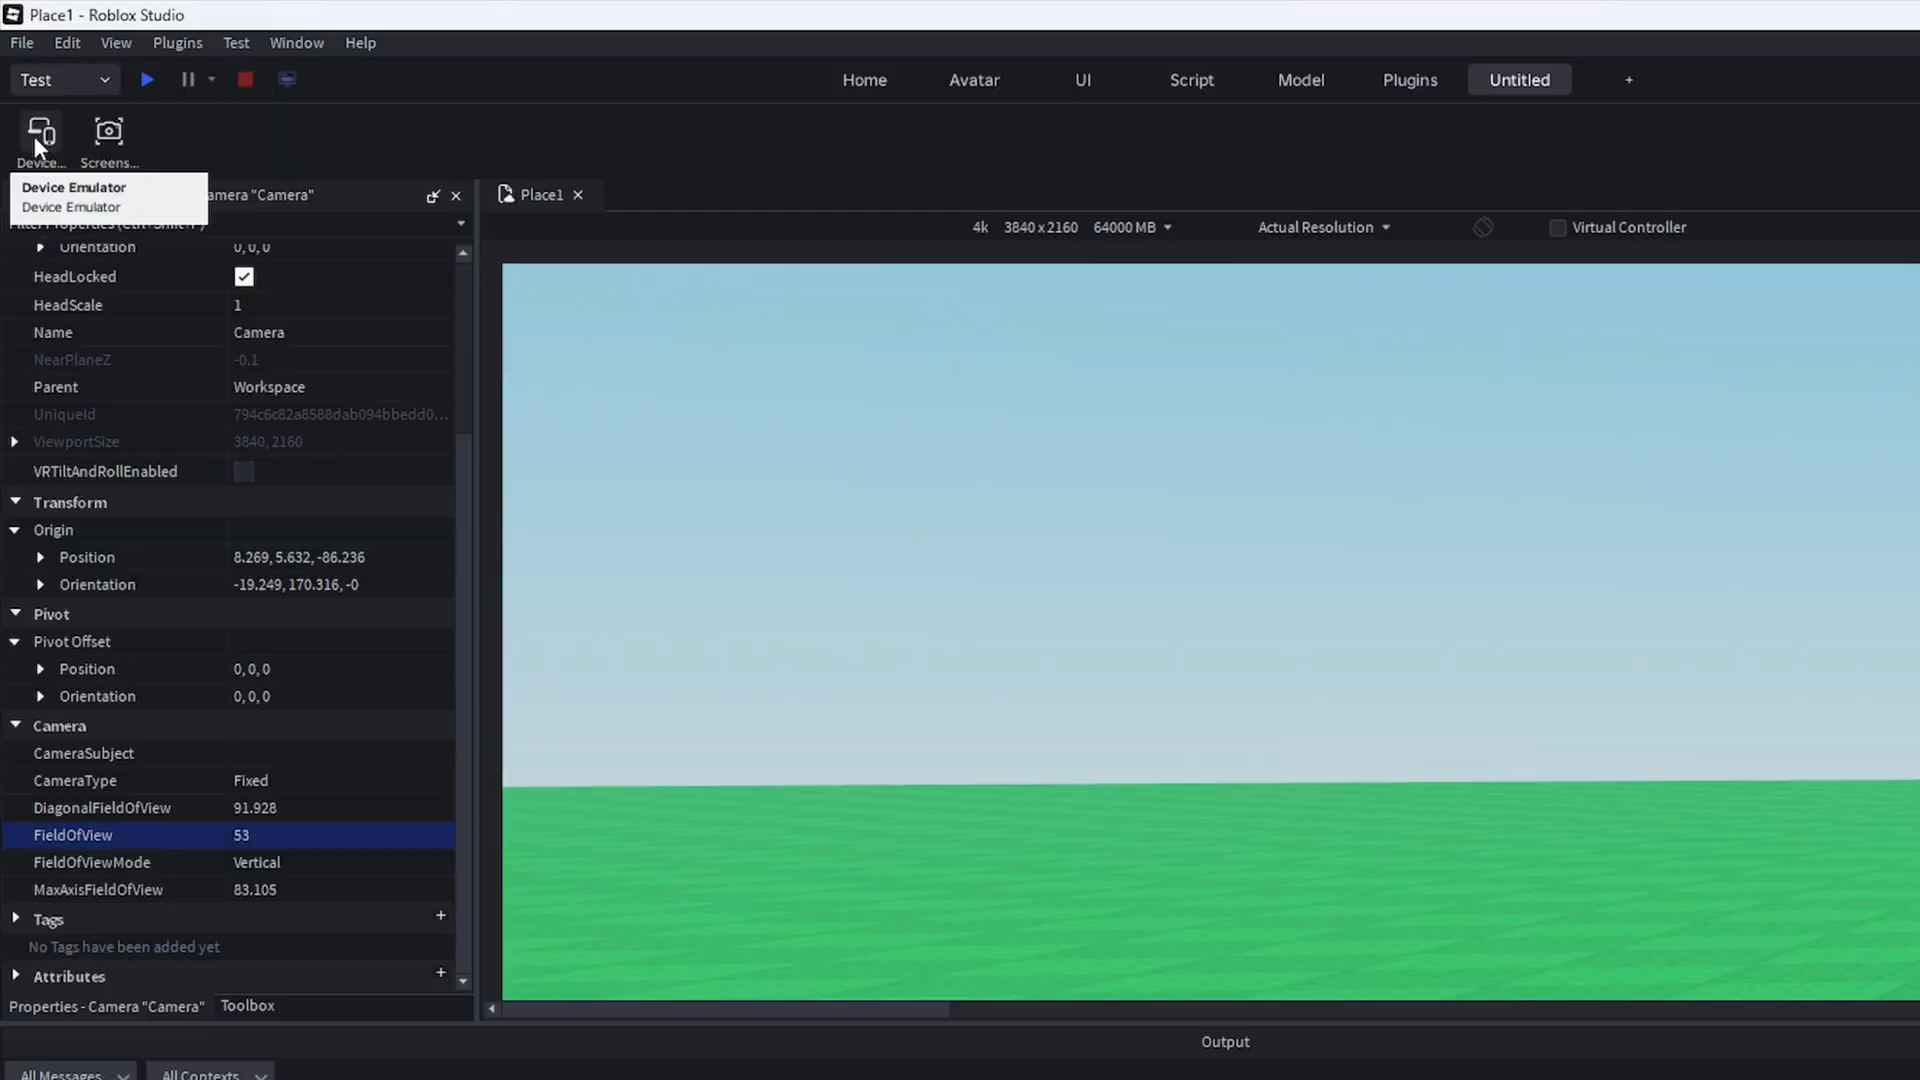 Place1 - Roblox Studio
File Edit View Plugins Test Window Help
Test Home Avatar UI Script Model Plugins Untitled +
Device... Screens...
Device Emulator
Device Emulator
amera "Camera" Place1
4k 3840 x 2160 64000 MB Actual Resolution Virtual Controller
Orientation 0, 0, 0
HeadLocked
HeadScale 1
Name Camera
NearPlaneZ -0.1
Parent Workspace
UniqueId 794c6c82a8588dab094bbedd0...
ViewportSize 3840, 2160
VRTiltAndRollEnabled
Transform
Origin
Position 8.269, 5.632, -86.236
Orientation -19.249, 170.316, -0
Pivot
Pivot Offset
Position 0, 0, 0
Orientation 0, 0, 0
Camera
CameraSubject
CameraType Fixed
DiagonalFieldOfView 91.928
FieldOfView 53
FieldOfViewMode Vertical
MaxAxisFieldOfView 83.105
Tags +
No Tags have been added yet
Attributes +
Properties - Camera "Camera" Toolbox
Output
All Messages All Contexts